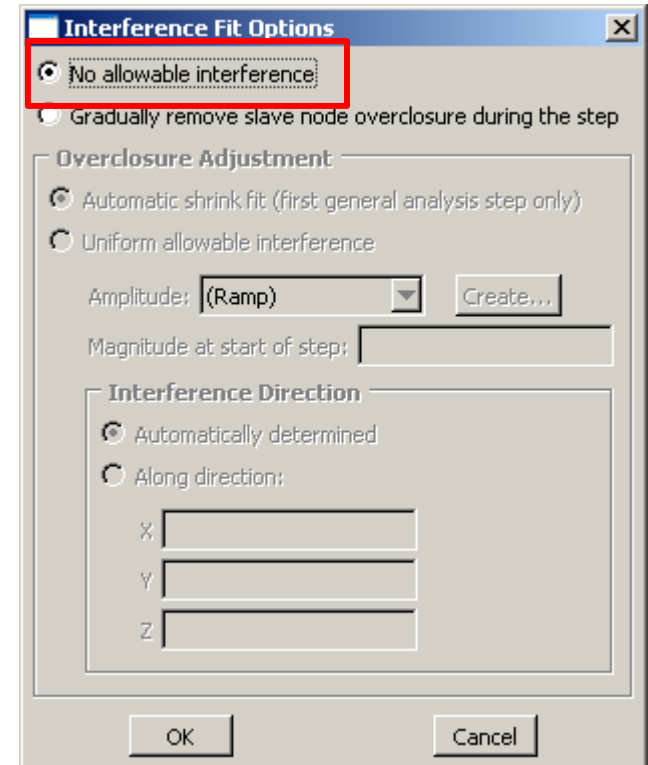 Interference Fit Options
No allowable interference
Gradually remove slave node overclosure during the step
Overclosure Adjustment
Automatic shrink fit (first general analysis step only)
Uniform allowable interference
Amplitude: (Ramp) Create...
Magnitude at start of step:
Interference Direction
Automatically determined
Along direction:
X
Y
Z
OK Cancel